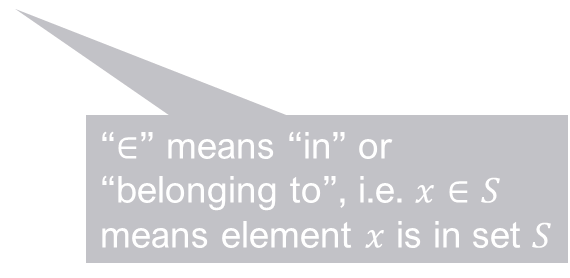 “∈” means “in” or
“belonging to”, i.e. 𝑥 ∈ 𝑆
means element 𝑥 is in set 𝑆